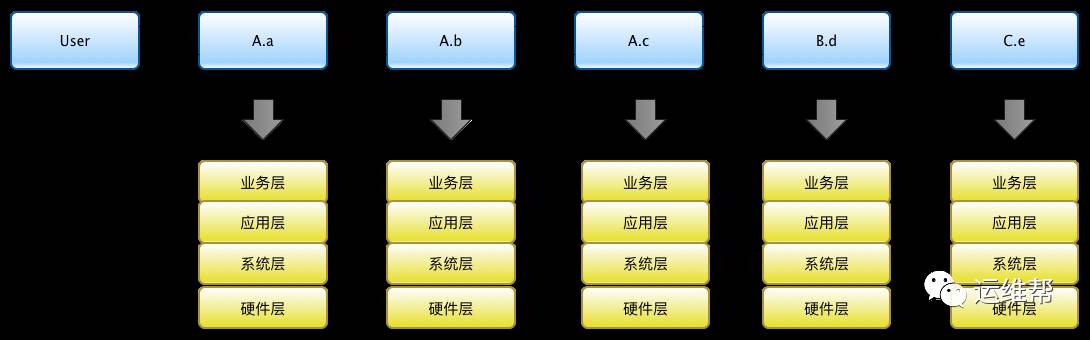 User A.a A.b A.c B.d C.e
业务层 业务层 业务层 业务层 业务层
应用层 应用层 应用层 应用层 应用层
系统层 系统层 系统层 系统层 系统层
运维帮
硬件层 硬件层 硬件层 硬件层 硬件层